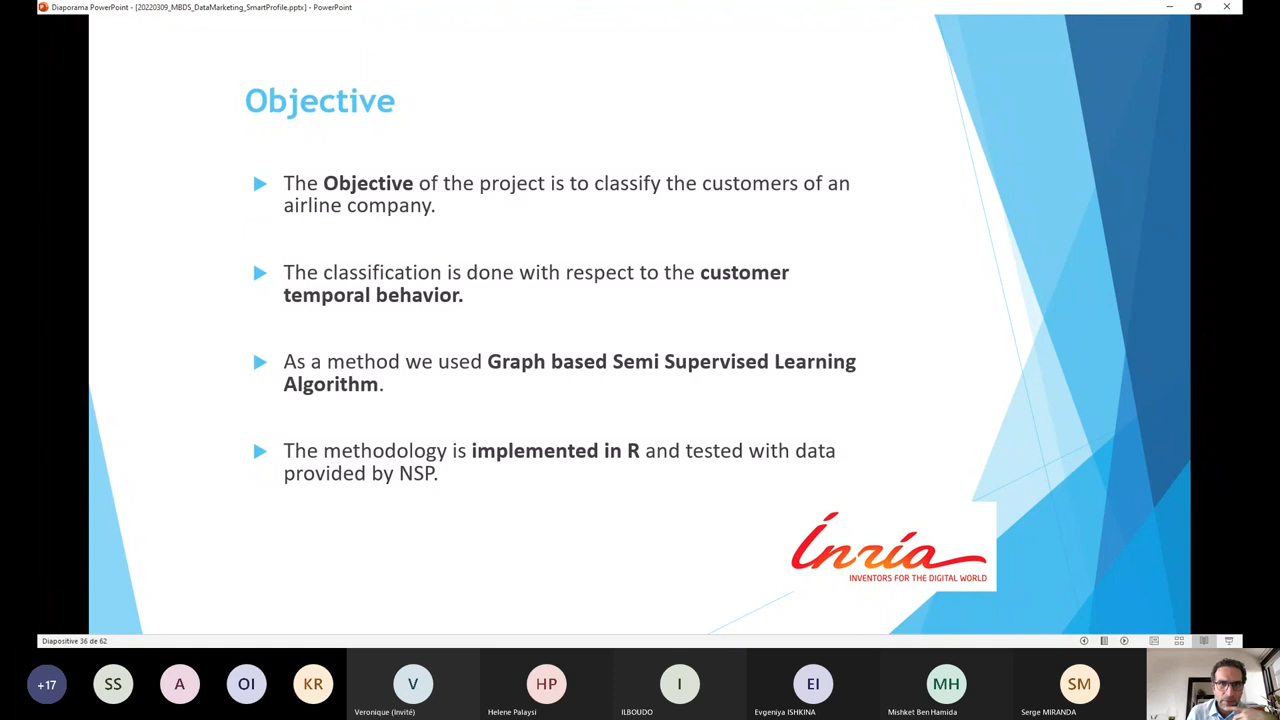 Diaporama PowerPoint - [20220309_MBDS_DataMarketing_SmartProfile.pptx] - PowerPoint
Objective
The Objective of the project is to classify the customers of an
airline company.
The classification is done with respect to the customer
temporal behavior.
As a method we used Graph based Semi Supervised Learning
Algorithm.
The methodology is implemented in R and tested with data
provided by NSP.
Inria
INVENTORS FOR THE DIGITAL WORLD
Diapositive 36 de 62
+17
SS
A
OI
KR
V
HP
I
EI
MH
SM
Veronique (Invité)
Helene Palaysi
ILBOUDO
Evgeniya ISHKINA
Mishket Ben Hamida
Serge MIRANDA